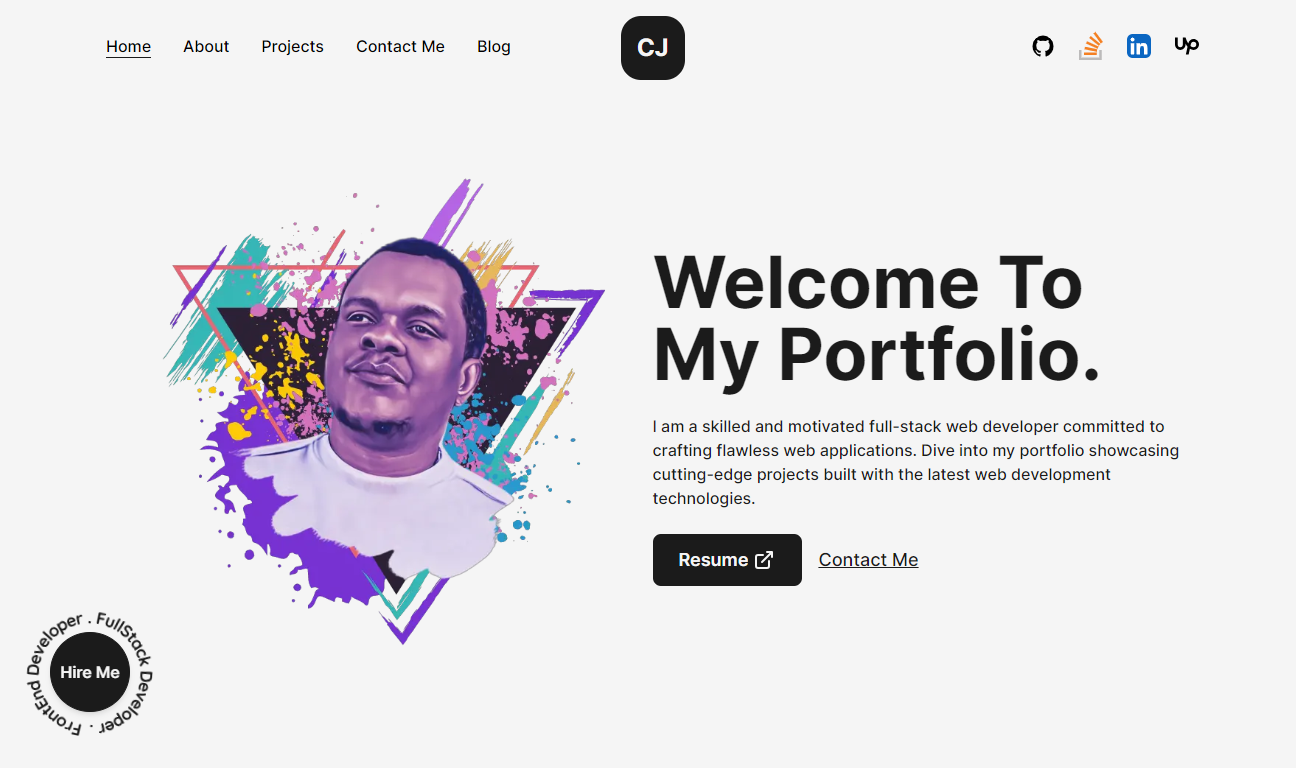 Home About Projects Contact Me Blog
CJ
in
Up
Welcome To
My Portfolio.
I am a skilled and motivated full-stack web developer committed to
crafting flawless web applications. Dive into my portfolio showcasing
cutting-edge projects built with the latest web development
technologies.
Resume Contact Me
FullStack Developer . FrontEnd Developer .
Hire Me